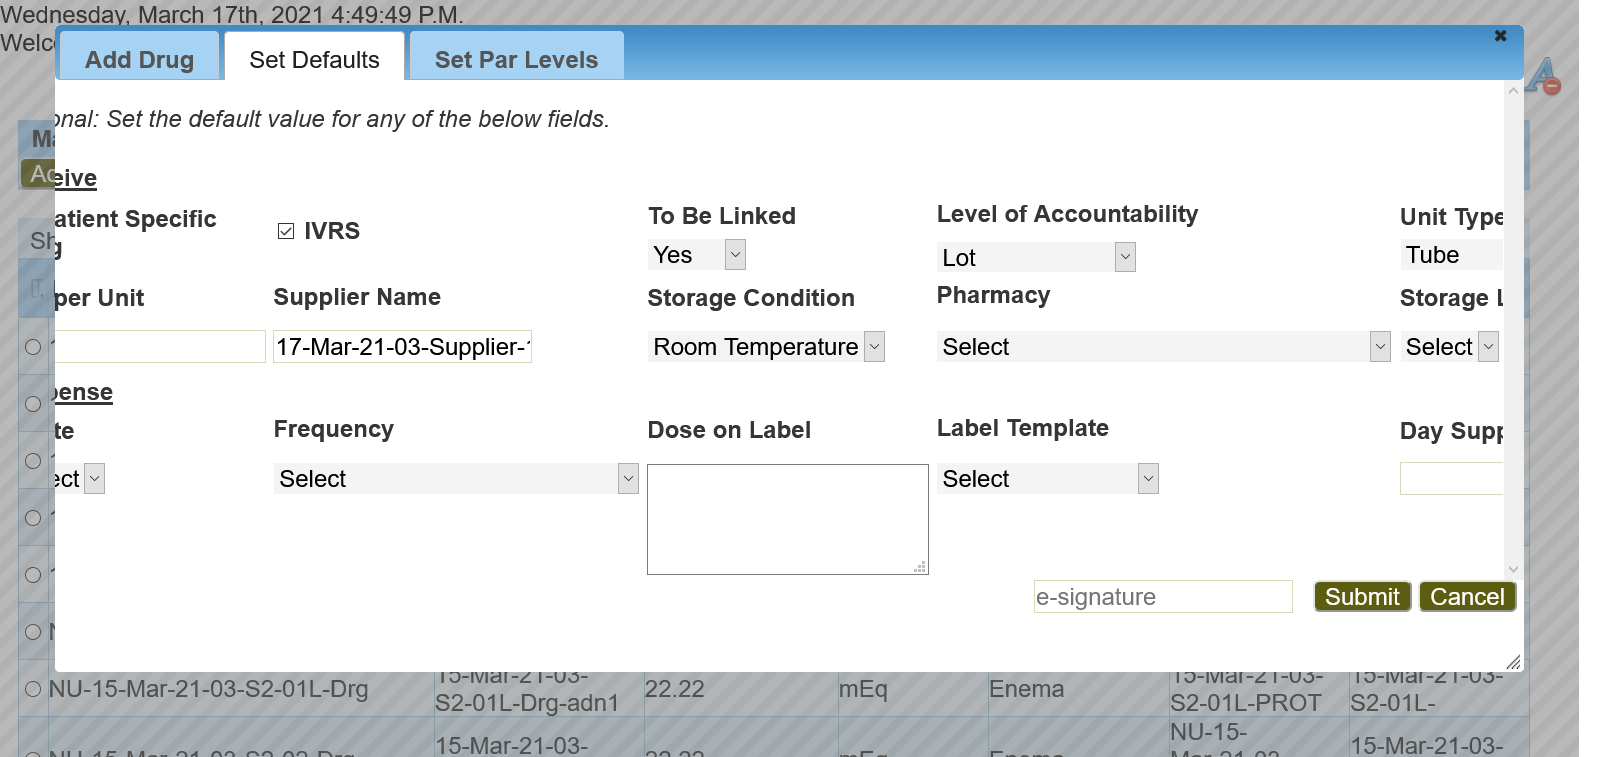 Wednesday, March 17th, 2021 4:49:49 P.M.
Welc
Add Drug Set Defaults Set Par Levels
onal: Set the default value for any of the below fields.
Ma
Ac
eive
Sh
atient Specific
g
IVRS
To Be Linked
Level of Accountability
Unit Type
Yes
Lot
Tube
per Unit
Supplier Name
Storage Condition
Pharmacy
Storage L
17-Mar-21-03-Supplier-
Room Temperature
Select
Select
pense
te
Frequency
Dose on Label
Label Template
Day Supp
ect
Select
Select
e-signature
Submit Cancel
NU-15-Mar-21-03-S2-01L-Drg
15-Mar-21-03-
S2-01L-Drg-adn1
22.22
mEq
Enema
15-Mar-21-03-
S2-01L-PROT
15-Mar-21-03-
S2-01L-
NU-15-Mar-21-03-S2-02-Drg
15-Mar-21-03-
22.22
mEq
Enema
NU-15-
Mar-21-03-
15-Mar-21-03-